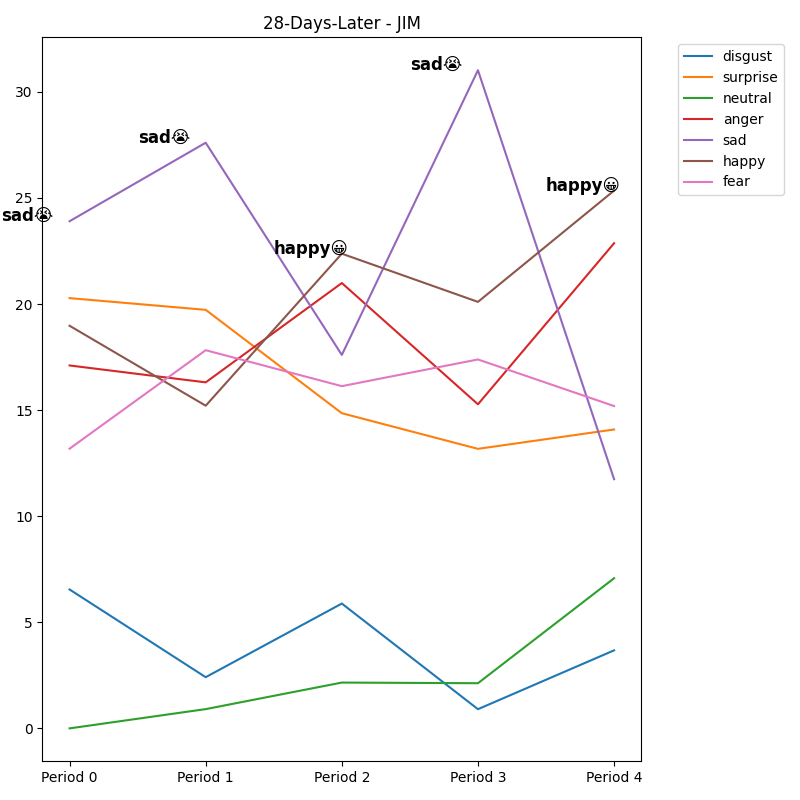 28-Days-Later - JIM
disgust
surprise
neutral
anger
sad
happy
fear
sad😭
sad😭
sad😭
happy😀
happy😀
30
25
20
15
10
5
0
Period 0 Period 1 Period 2 Period 3 Period 4